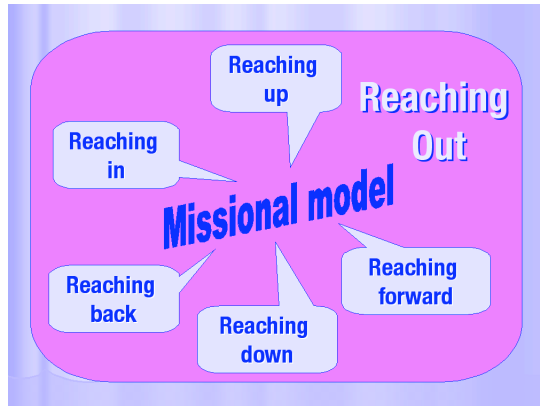 Reaching
up
Reaching
Out
Reaching
in
Missional model
Reaching
forward
Reaching
back
Reaching
down